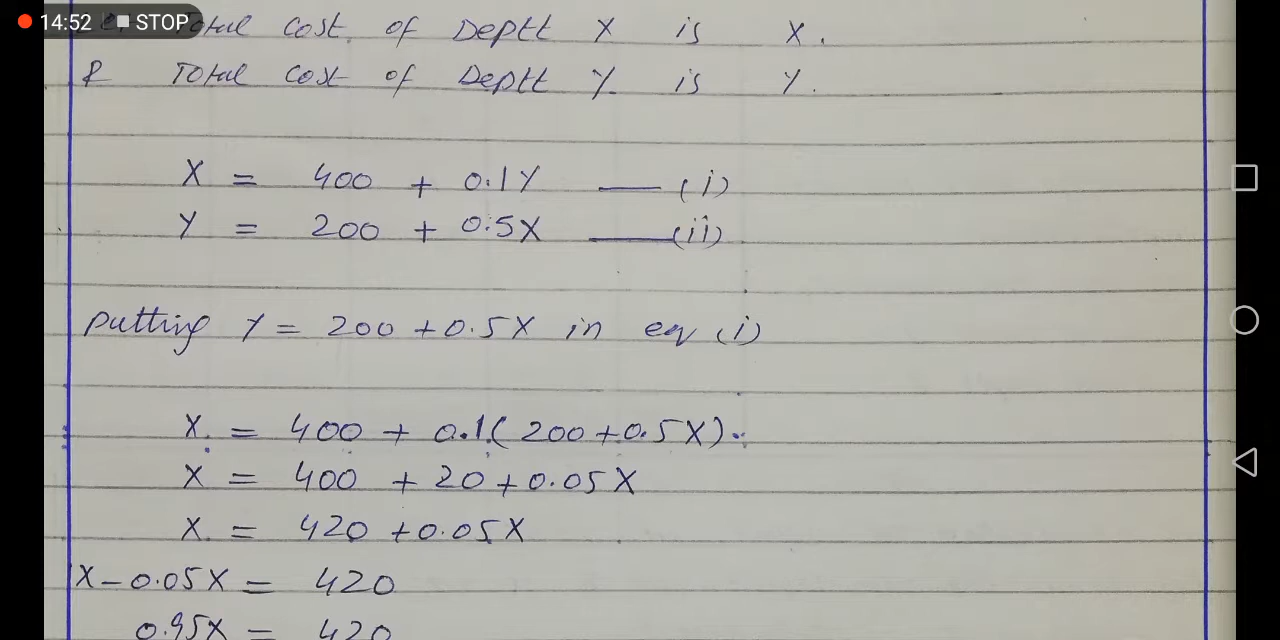 14:52 STOP
Total cost. of Deptt X is X.
& Total cost of Deptt Y is Y.
X = 400 + 0.1Y —— (i)
Y = 200 + 0.5X ——(ii)
Putting Y = 200 + 0.5X in eq (i)
X. = 400 + 0.1(200+0.5X).
X = 400 + 20 + 0.05X
X. = 420 + 0.05X
X - 0.05X = 420
0.95X = 420